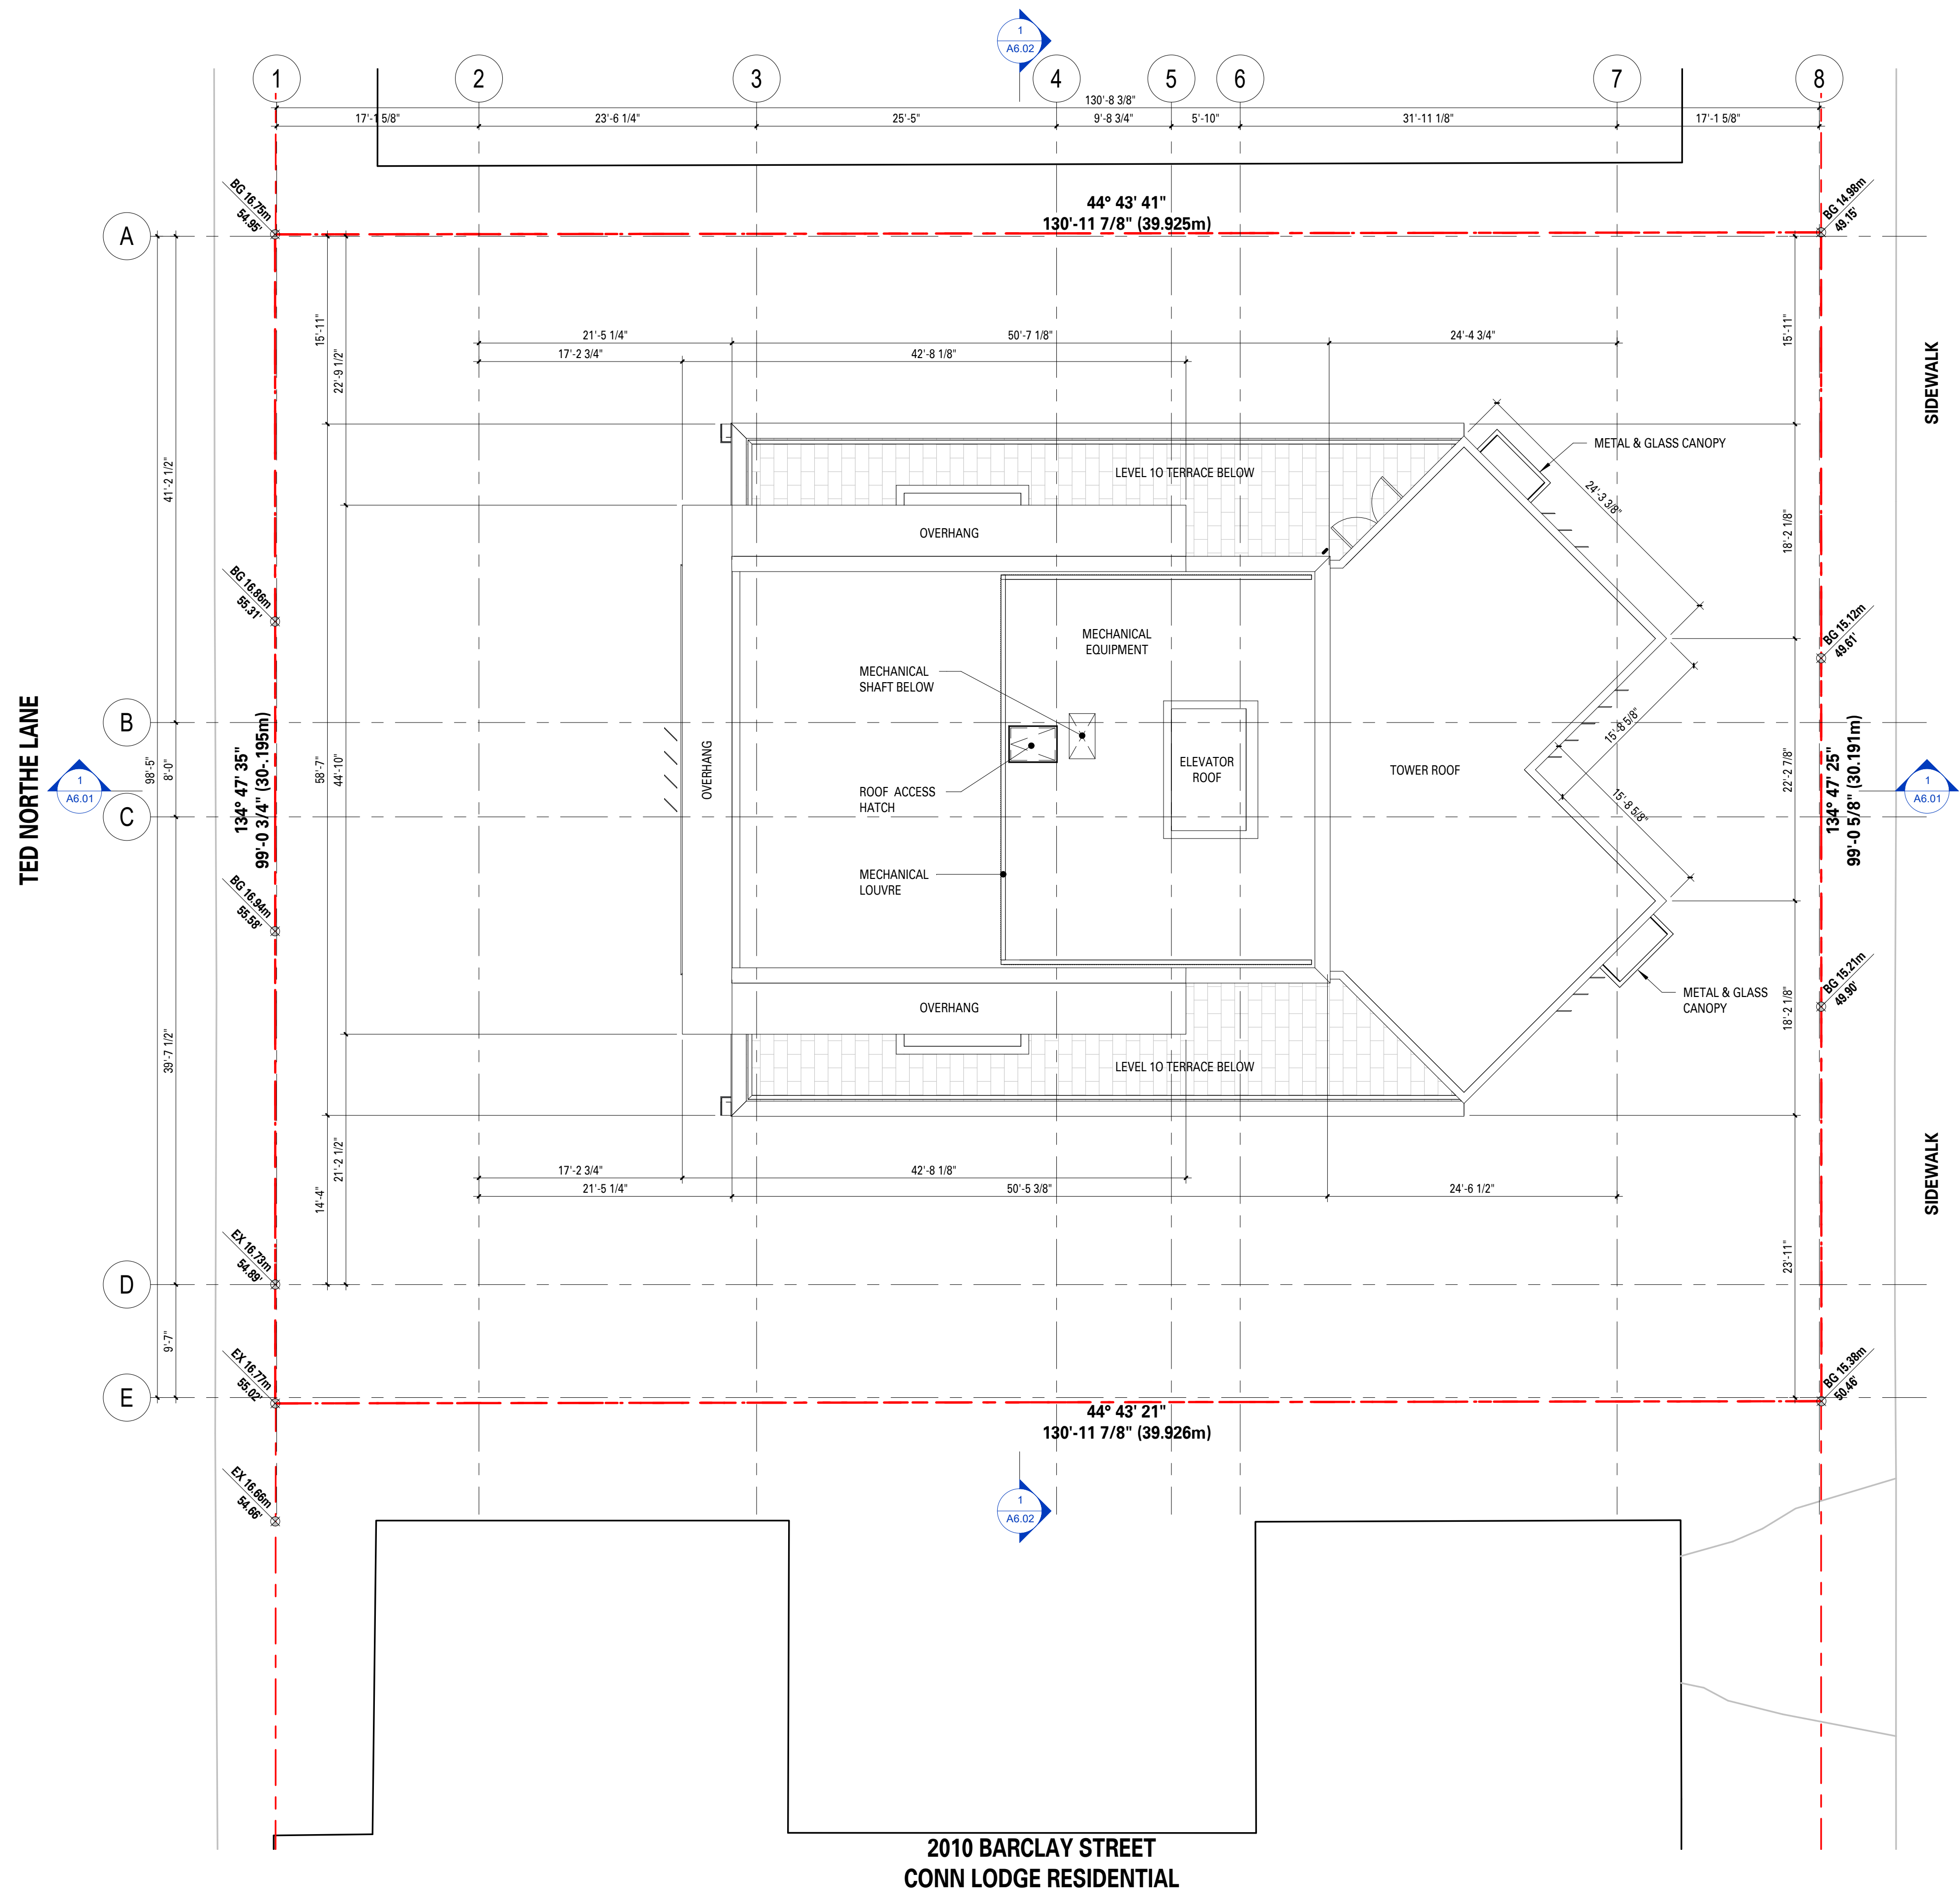 1
A6.02
1
2
3
4
5
6
7
8
130'-8 3/8"
17'-1 5/8"
23'-6 1/4"
25'-5"
9'-8 3/4"
5'-10"
31'-11 1/8"
17'-1 5/8"
BG 16.75m
54.95'
44° 43' 41"
130'-11 7/8" (39.925m)
BG 14.98m
49.15'
A
15'-11"
22'-9 1/2"
21'-5 1/4"
50'-7 1/8"
24'-4 3/4"
17'-2 3/4"
42'-8 1/8"
15'-11"
SIDEWALK
41'-2 1/2"
METAL & GLASS CANOPY
LEVEL 1O TERRACE BELOW
24'-3 3/8"
18'-2 1/8"
OVERHANG
BG 16.86m
55.31'
BG 15.12m
49.61'
MECHANICAL
EQUIPMENT
MECHANICAL
SHAFT BELOW
TED NORTHE LANE
B
1
A6.01
98'-5"
8'-0"
134° 47' 35"
99'-0 3/4" (30-.195m)
58'-7"
44'-10"
OVERHANG
ELEVATOR
ROOF
TOWER ROOF
15'-8 5/8"
15'-8 5/8"
22'-2 7/8"
134° 47' 25"
99'-0 5/8" (30.191m)
1
A6.01
ROOF ACCESS
HATCH
C
MECHANICAL
LOUVRE
BG 16.94m
55.58'
BG 15.21m
49.90'
METAL & GLASS
CANOPY
OVERHANG
18'-2 1/8"
39'-7 1/2"
LEVEL 1O TERRACE BELOW
21'-2 1/2"
14'-4"
17'-2 3/4"
42'-8 1/8"
21'-5 1/4"
50'-5 3/8"
24'-6 1/2"
SIDEWALK
23'-11"
EX 16.73m
54.89'
D
9'-7"
EX 16.77m
55.02'
BG 15.38m
50.46'
E
44° 43' 21"
130'-11 7/8" (39.926m)
EX 16.66m
54.66'
1
A6.02
2010 BARCLAY STREET
CONN LODGE RESIDENTIAL